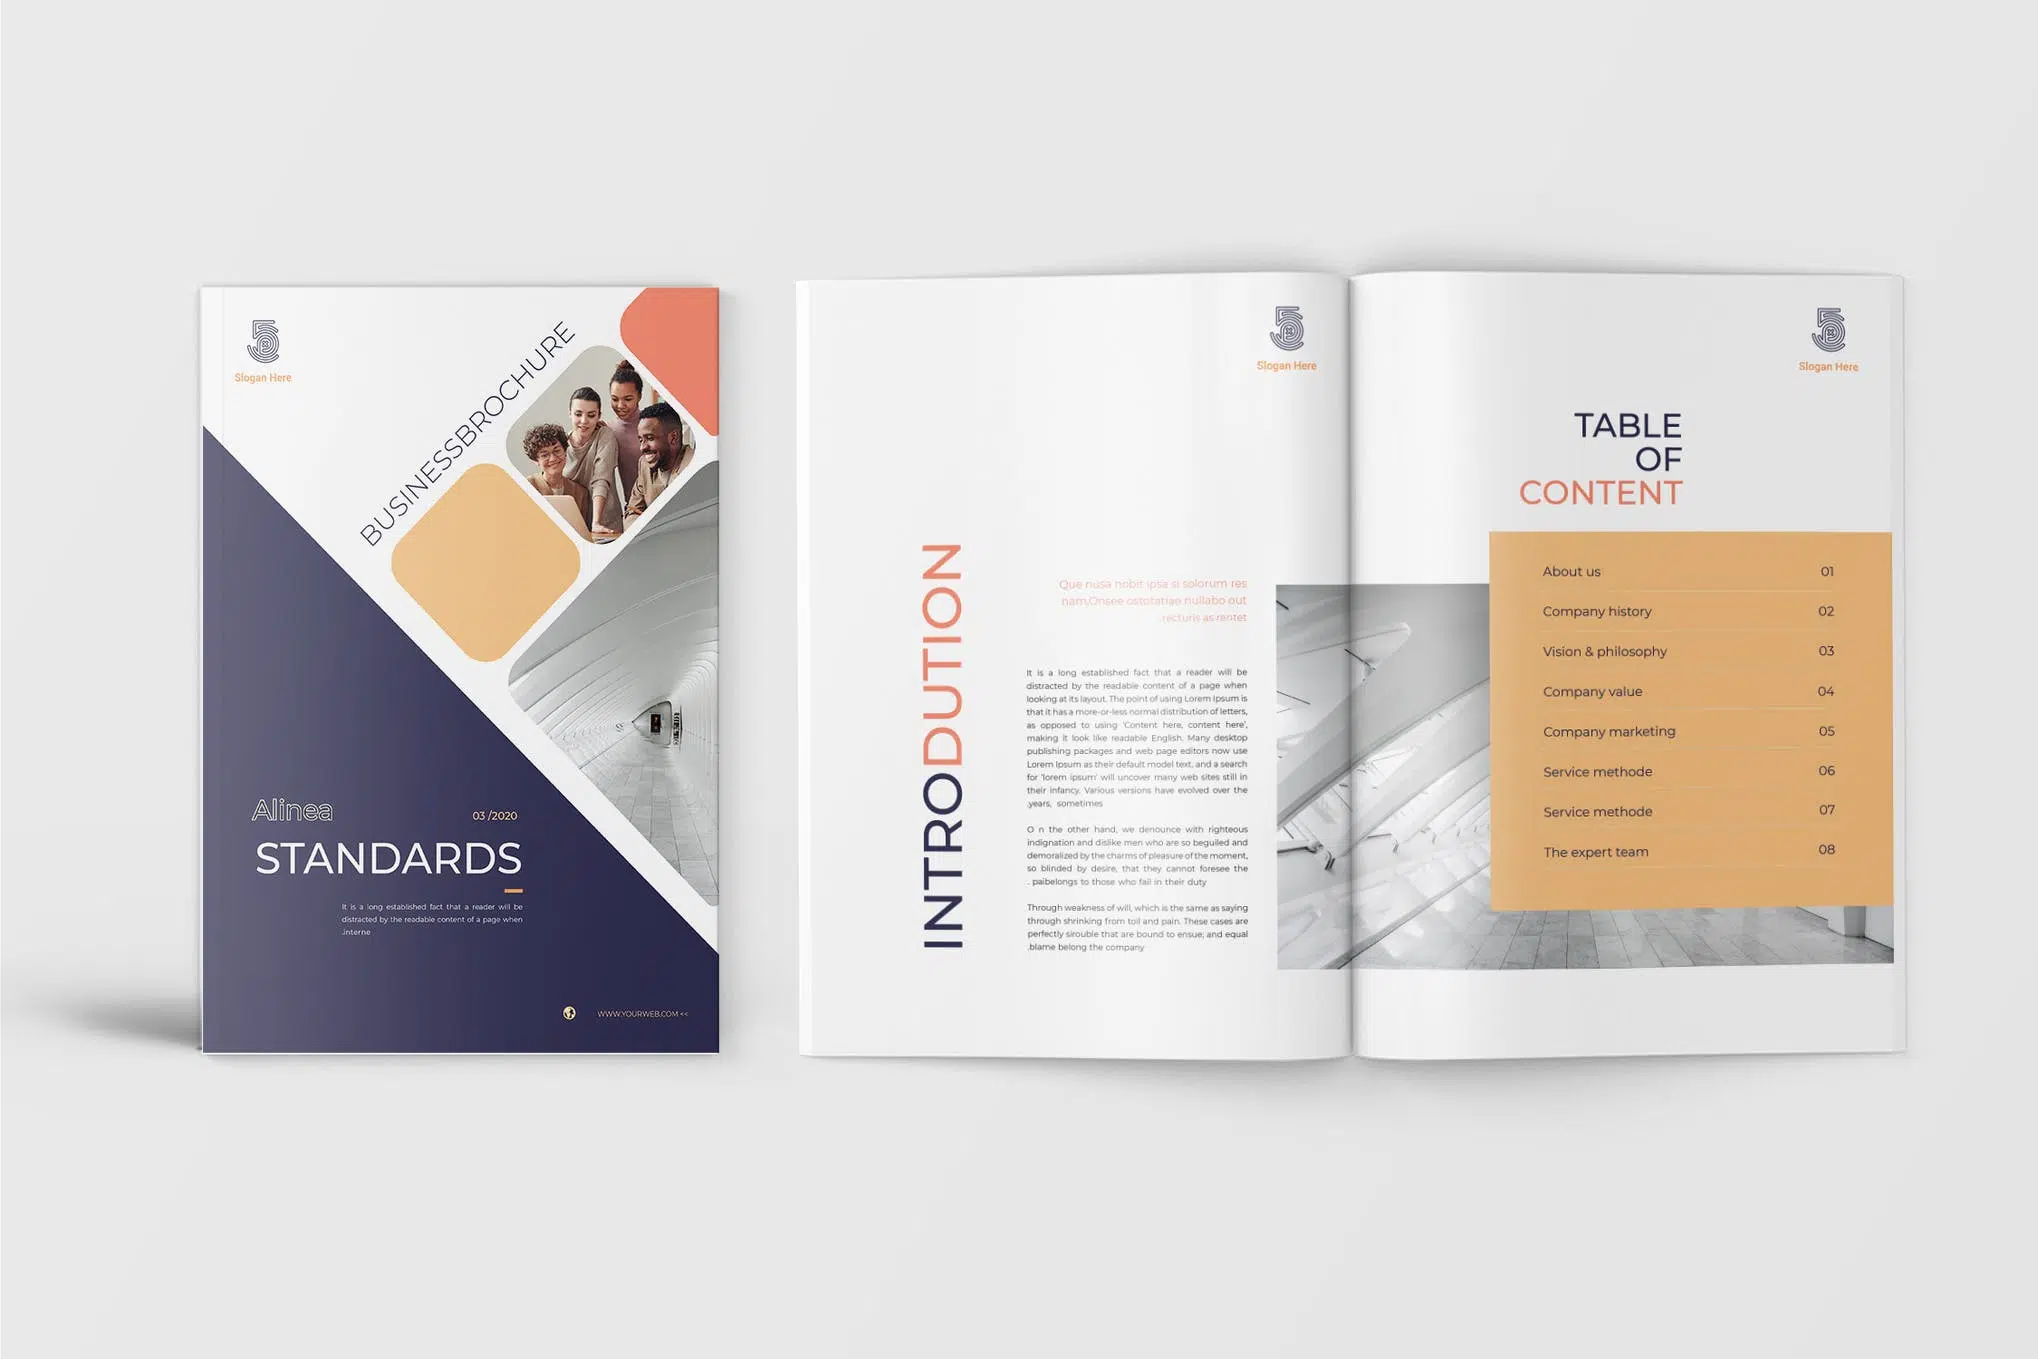 5
Slogan Here
BUSINESSBROCHURE
Alinea
03 /2020
STANDARDS
It is a long established fact that a reader will be
distracted by the readable content of a page when
.interne
WWW.YOURWEB.COM <<
5
Slogan Here
INTRODUTION
Que nusa nobit ipsa si solorum res
nam,Onsee ostotatiae nullabo out
recturis as rentet
It is a long established fact that a reader will be
distracted by the readable content of a page when
looking at its layout. The point of using Lorem Ipsum is
that it has a more-or-less normal distribution of letters,
as opposed to using 'Content here, content here',
making it look like readable English. Many desktop
publishing packages and web page editors now use
Lorem Ipsum as their default model text, and a search
for 'lorem ipsum' will uncover many web sites still in
their infancy. Various versions have evolved over the
.years, sometimes
O n the other hand, we denounce with righteous
indignation and dislike men who are so beguiled and
demoralized by the charms of pleasure of the moment,
so blinded by desire, that they cannot foresee the
. paibelongs to those who fail in their duty
Through weakness of will, which is the same as saying
through shrinking from toil and pain. These cases are
perfectly sirouble that are bound to ensue; and equal
.blame belong the company
5
Slogan Here
TABLE
OF
CONTENT
About us 01
Company history 02
Vision & philosophy 03
Company value 04
Company marketing 05
Service methode 06
Service methode 07
The expert team 08